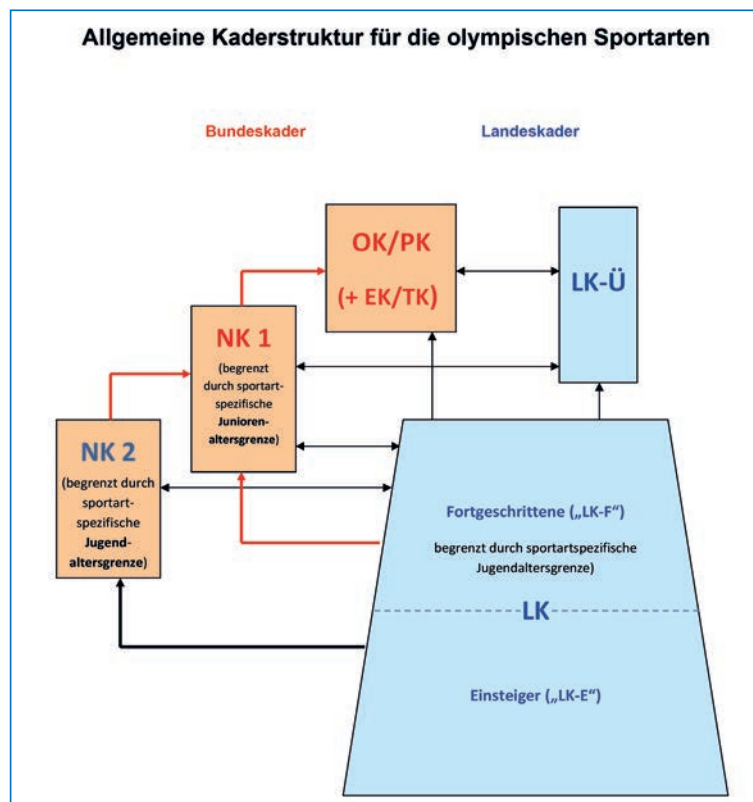 Allgemeine Kaderstruktur für die olympischen Sportarten
Bundeskader
Landeskader
OK/PK
(+ EK/TK)
LK-Ü
NK 1
(begrenzt
durch sportart-
spezifische
Junioren-
altersgrenze)
NK 2
(begrenzt durch
sportart-
spezifische
Jugend-
altersgrenze)
Fortgeschrittene („LK-F")
begrenzt durch sportartspezifische
Jugendaltersgrenze)
LK
Einsteiger („LK-E")